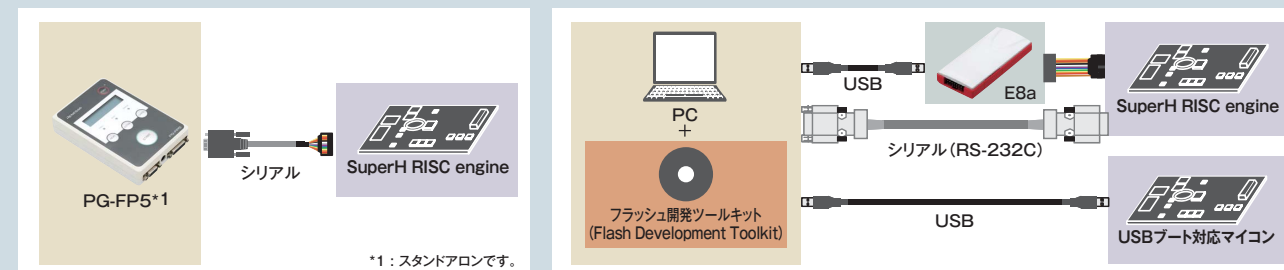 PG-FP5*1
シリアル
SuperH RISC engine
*1：スタンドアロンです。
PC
+
フラッシュ開発ツールキット
(Flash Development Toolkit)
USB
E8a
SuperH RISC engine
シリアル（RS-232C）
USB
USBブート対応マイコン